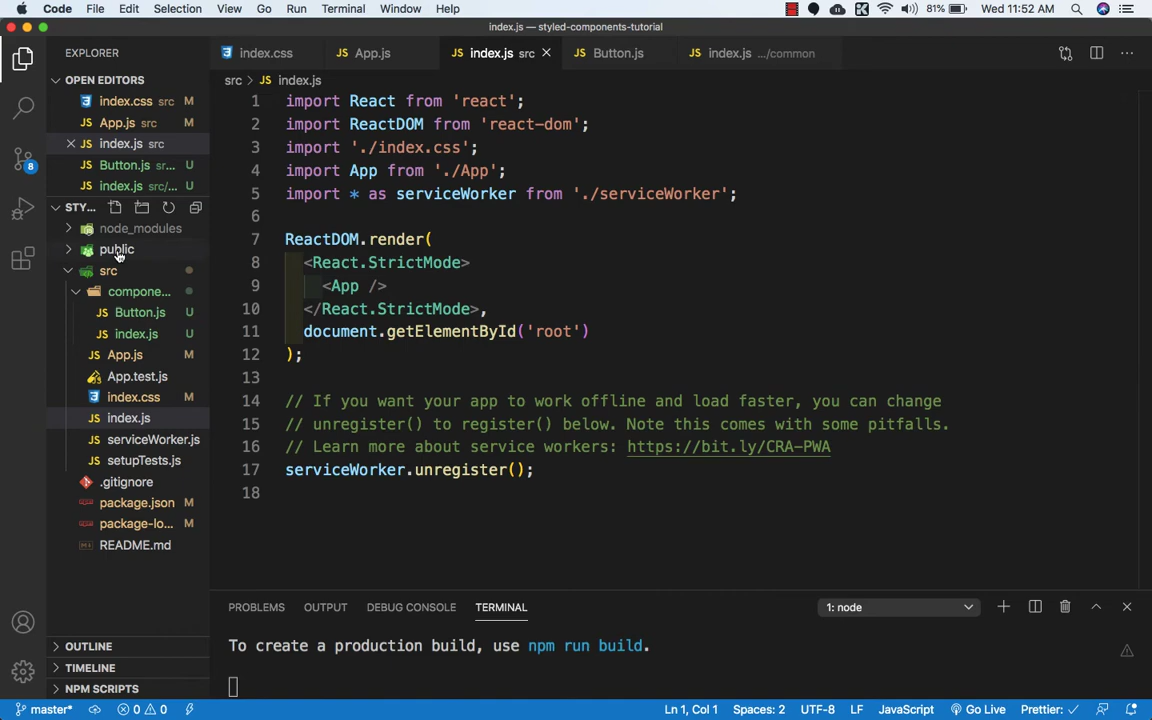 Code File Edit Selection View Go Run Terminal Window Help 81% Wed 11:52 AM
index.js — styled-components-tutorial
EXPLORER
index.css App.js index.js src Button.js index.js .../common
OPEN EDITORS
src index.js
index.css src M
App.js src M
index.js src
Button.js sr... U
index.js src/... U
STY...
node_modules
public
src
compone...
Button.js U
index.js U
App.js M
App.test.js
index.css M
index.js
serviceWorker.js
setupTests.js
.gitignore
package.json M
package-lo... M
README.md
OUTLINE
TIMELINE
NPM SCRIPTS
8
1 import React from 'react';
2 import ReactDOM from 'react-dom';
3 import './index.css';
4 import App from './App';
5 import * as serviceWorker from './serviceWorker';
6
7 ReactDOM.render(
8 <React.StrictMode>
9 <App />
10 </React.StrictMode>,
11 document.getElementById('root')
12 );
13
14 // If you want your app to work offline and load faster, you can change
15 // unregister() to register() below. Note this comes with some pitfalls.
16 // Learn more about service workers: https://bit.ly/CRA-PWA
17 serviceWorker.unregister();
18
PROBLEMS OUTPUT DEBUG CONSOLE TERMINAL 1: node
To create a production build, use npm run build.
master* 0 0 Ln 1, Col 1 Spaces: 2 UTF-8 LF JavaScript Go Live Prettier: ✓